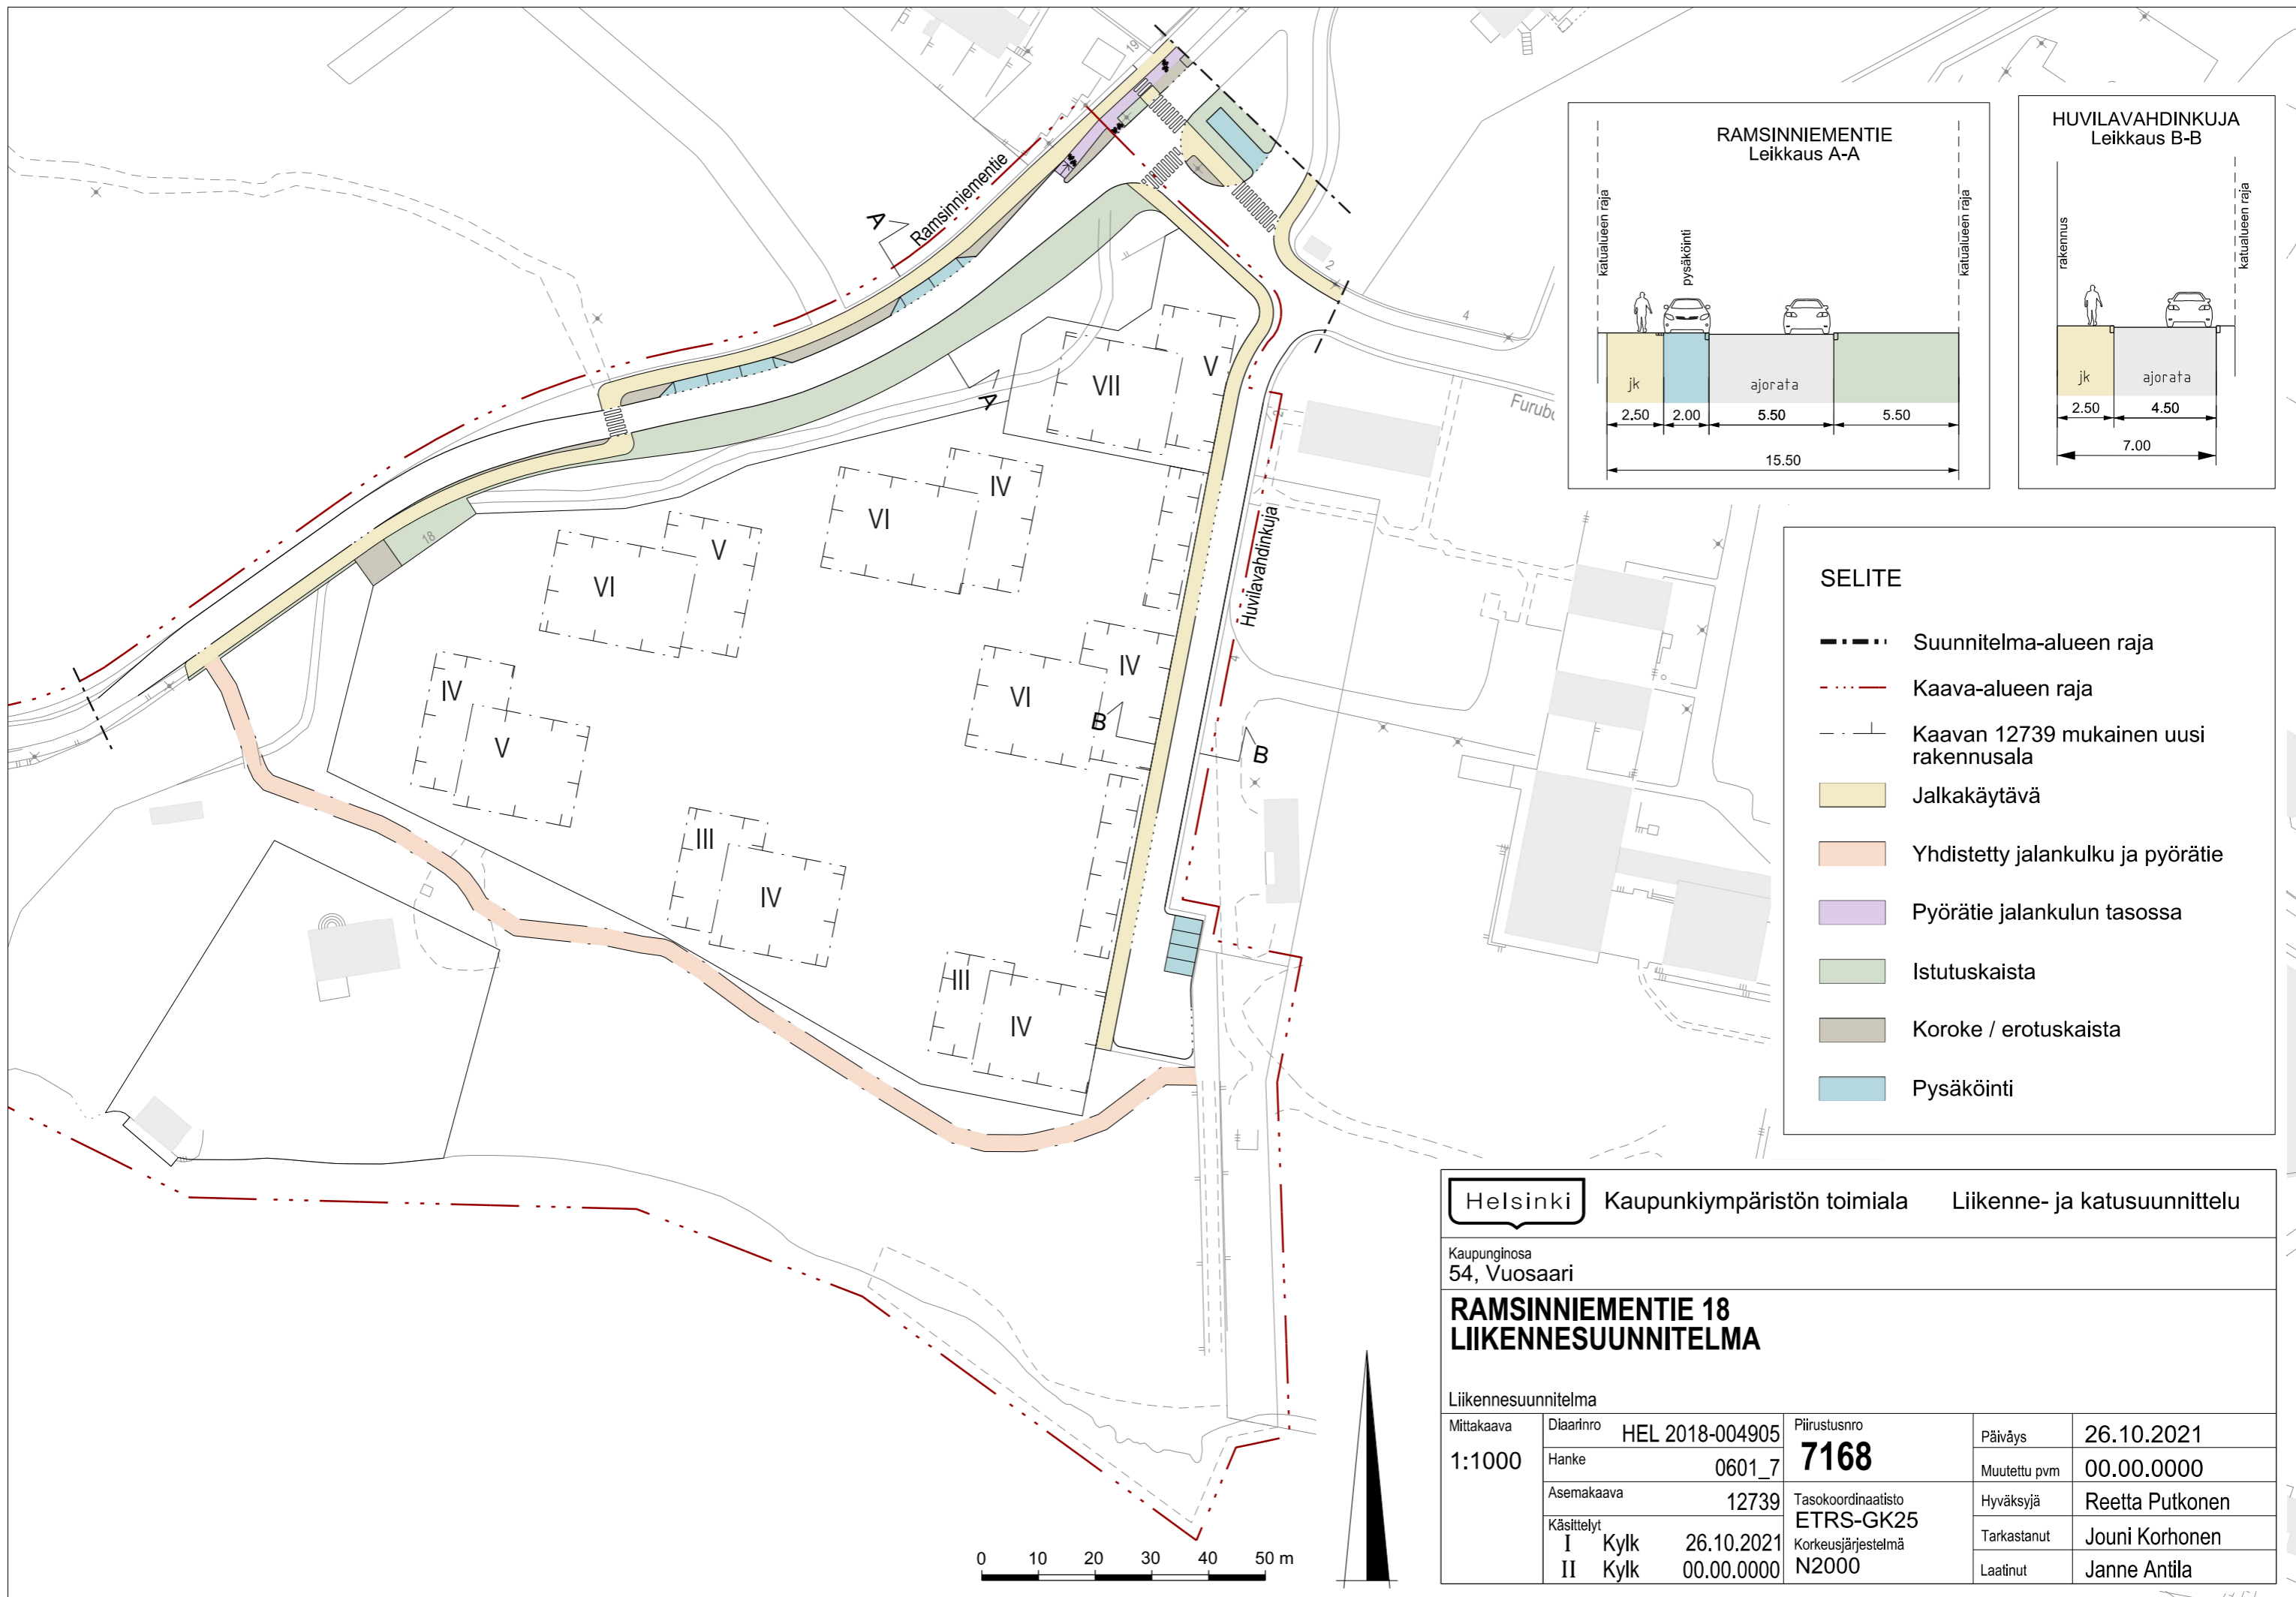 19
Ramsinniementie
A
A
2
4
Furub
VII
V
VI
IV
VI
V
18
Huvilavahdinkuja
4
IV
V
VI
IV
B
B
III
IV
III
IV
RAMSINNIEMENTIE
Leikkaus A-A
katualueen raja
pysäköinti
katualueen raja
jk
ajorata
2.50
2.00
5.50
5.50
15.50
HUVILAVAHDINKUJA
Leikkaus B-B
rakennus
katualueen raja
jk
ajorata
2.50
4.50
7.00
SELITE
Suunnitelma-alueen raja
Kaava-alueen raja
Kaavan 12739 mukainen uusi
rakennusala
Jalkakäytävä
Yhdistetty jalankulku ja pyörätie
Pyörätie jalankulun tasossa
Istutuskaista
Koroke / erotuskaista
Pysäköinti
Helsinki Kaupunkiympäristön toimiala Liikenne- ja katusuunnittelu
Kaupunginosa
54, Vuosaari
RAMSINNIEMENTIE 18
LIIKENNESUUNNITELMA
Liikennesuunnitelma
Mittakaava
1:1000
Diaarinro HEL 2018-004905
Hanke 0601_7
Asemakaava 12739
Käsittelyt
I Kylk 26.10.2021
II Kylk 00.00.0000
Piirustusnro
7168
Tasokoordinaatisto
ETRS-GK25
Korkeusjärjestelmä
N2000
Päiväys 26.10.2021
Muutettu pvm 00.00.0000
Hyväksyjä Reetta Putkonen
Tarkastanut Jouni Korhonen
Laatinut Janne Antila
0 10 20 30 40 50 m